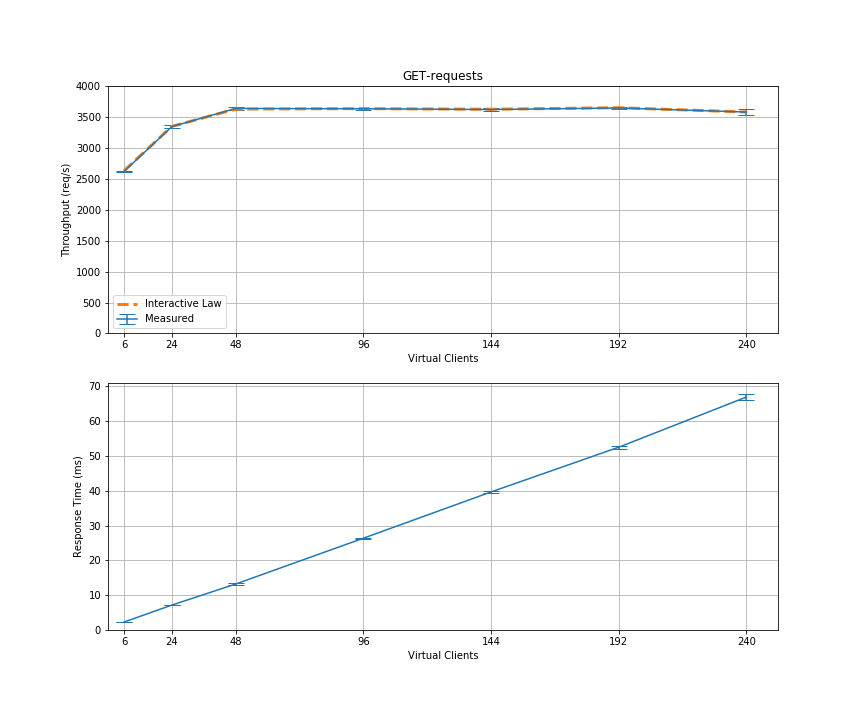 GET-requests
4000
3500
3000
2500
2000
1500
1000
500
0
Throughput (req/s)
Interactive Law
Measured
6 24 48 96 144 192 240
Virtual Clients
70
60
50
40
30
20
10
0
Response Time (ms)
6 24 48 96 144 192 240
Virtual Clients